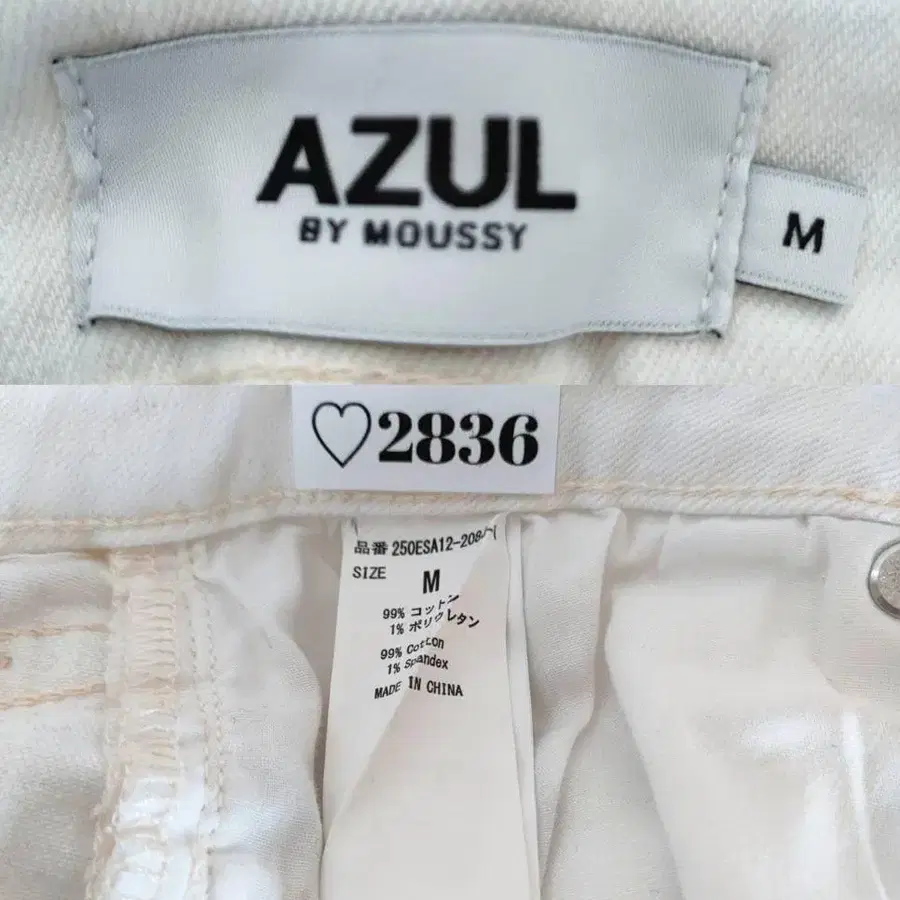 AZUL
BY MOUSSY
M
♡2836
品番 250ESA12-208
SIZE M
99% コットン
1% ポリウレタン
99% Cotton
1% Spandex
MADE IN CHINA